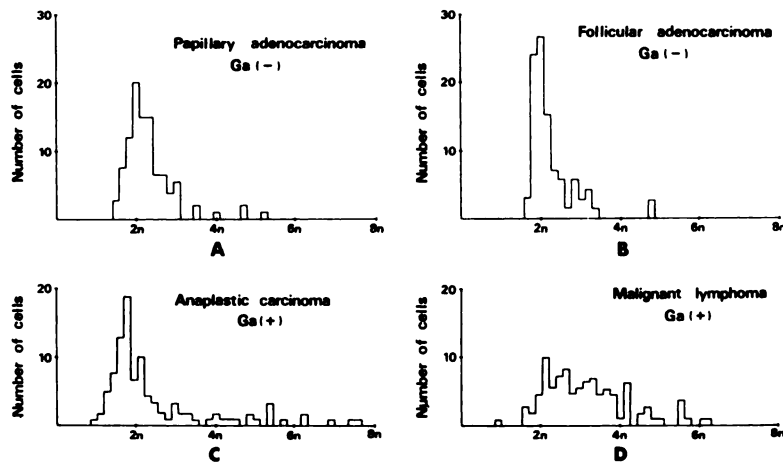 30
20
10
Number of cells
Papillary adenocarcinoma
Ga (-)
2n 4n 6n 8n
A
30
20
10
Number of cells
Follicular adenocarcinoma
Ga (-)
2n 4n 6n 8n
B
20
10
Number of cells
Anaplastic carcinoma
Ga (+)
2n 4n 6n 8n
C
20
10
Number of cells
Malignant lymphoma
Ga (+)
2n 4n 6n 8n
D